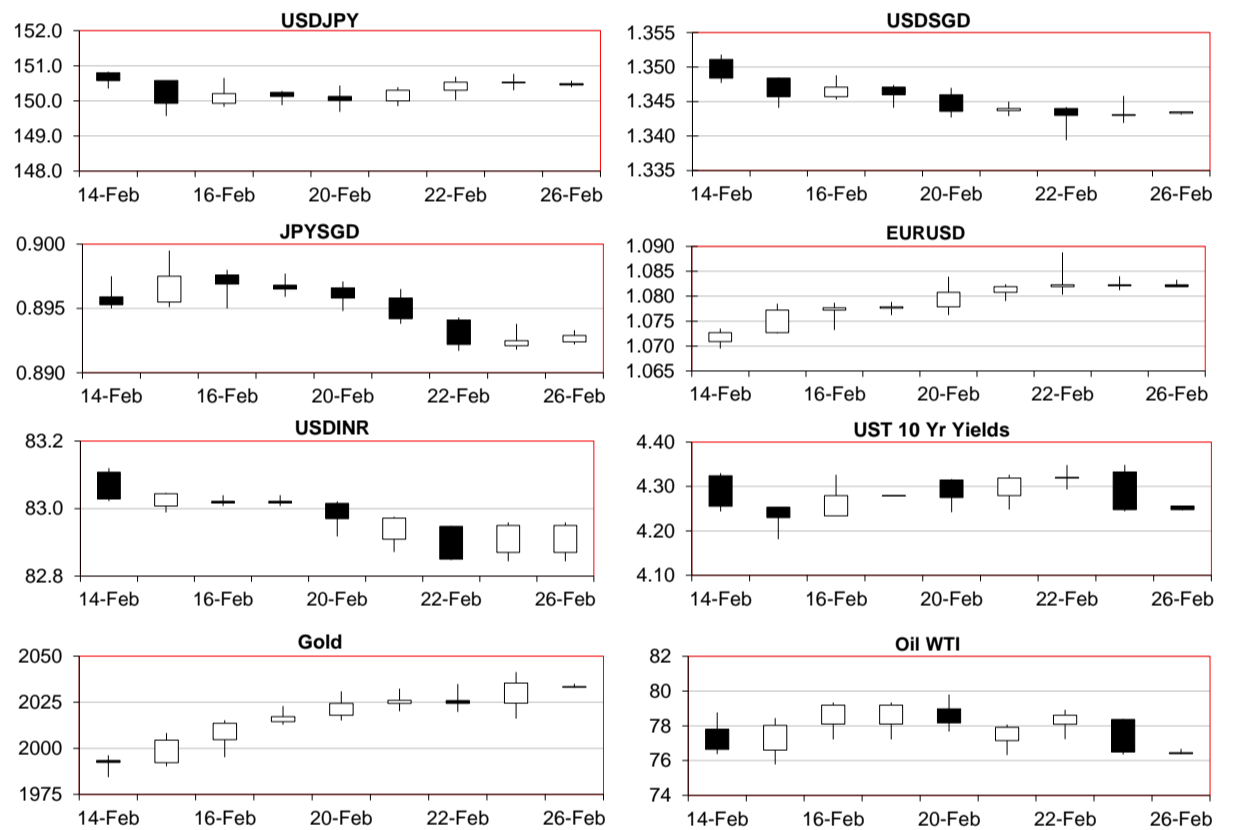 USDJPY
152.0
151.0
150.0
149.0
148.0
14-Feb 16-Feb 20-Feb 22-Feb 26-Feb
USDSGD
1.355
1.350
1.345
1.340
1.335
14-Feb 16-Feb 20-Feb 22-Feb 26-Feb
JPYSGD
0.900
0.895
0.890
14-Feb 16-Feb 20-Feb 22-Feb 26-Feb
EURUSD
1.090
1.085
1.080
1.075
1.070
1.065
14-Feb 16-Feb 20-Feb 22-Feb 26-Feb
USDINR
83.2
83.0
82.8
14-Feb 16-Feb 20-Feb 22-Feb 26-Feb
UST 10 Yr Yields
4.40
4.30
4.20
4.10
14-Feb 16-Feb 20-Feb 22-Feb 26-Feb
Gold
2050
2025
2000
1975
14-Feb 16-Feb 20-Feb 22-Feb 26-Feb
Oil WTI
82
80
78
76
74
14-Feb 16-Feb 20-Feb 22-Feb 26-Feb